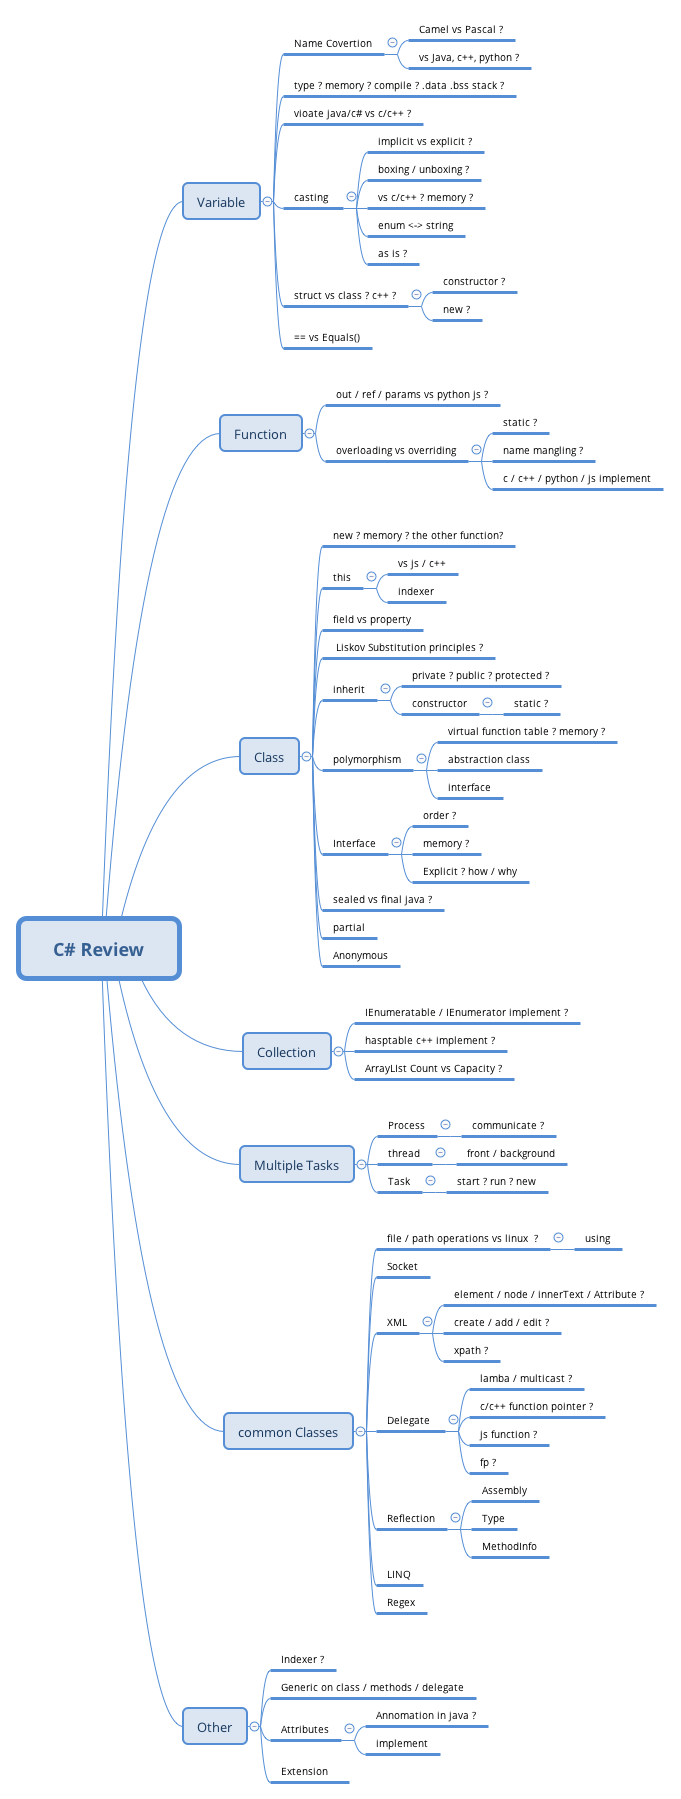 C# Review
Variable
Name Covertion
Camel vs Pascal ?
vs Java, c++, python ?
type ? memory ? compile ? .data .bss stack ?
vioate java/c# vs c/c++ ?
casting
implicit vs explicit ?
boxing / unboxing ?
vs c/c++ ? memory ?
enum <-> string
as is ?
struct vs class ? c++ ?
constructor ?
new ?
== vs Equals()
Function
out / ref / params vs python js ?
overloading vs overriding
static ?
name mangling ?
c / c++ / python / js implement
Class
new ? memory ? the other function?
this
vs js / c++
indexer
field vs property
Liskov Substitution principles ?
inherit
private ? public ? protected ?
constructor
static ?
polymorphism
virtual function table ? memory ?
abstraction class
interface
Interface
order ?
memory ?
Explicit ? how / why
sealed vs final java ?
partial
Anonymous
Collection
IEnumeratable / IEnumerator implement ?
hasptable c++ implement ?
ArrayLIst Count vs Capacity ?
Multiple Tasks
Process
communicate ?
thread
front / background
Task
start ? run ? new
common Classes
file / path operations vs linux ?
using
Socket
XML
element / node / innerText / Attribute ?
create / add / edit ?
xpath ?
Delegate
lamba / multicast ?
c/c++ function pointer ?
js function ?
fp ?
Reflection
Assembly
Type
MethodInfo
LINQ
Regex
Other
Indexer ?
Generic on class / methods / delegate
Attributes
Annomation in java ?
implement
Extension